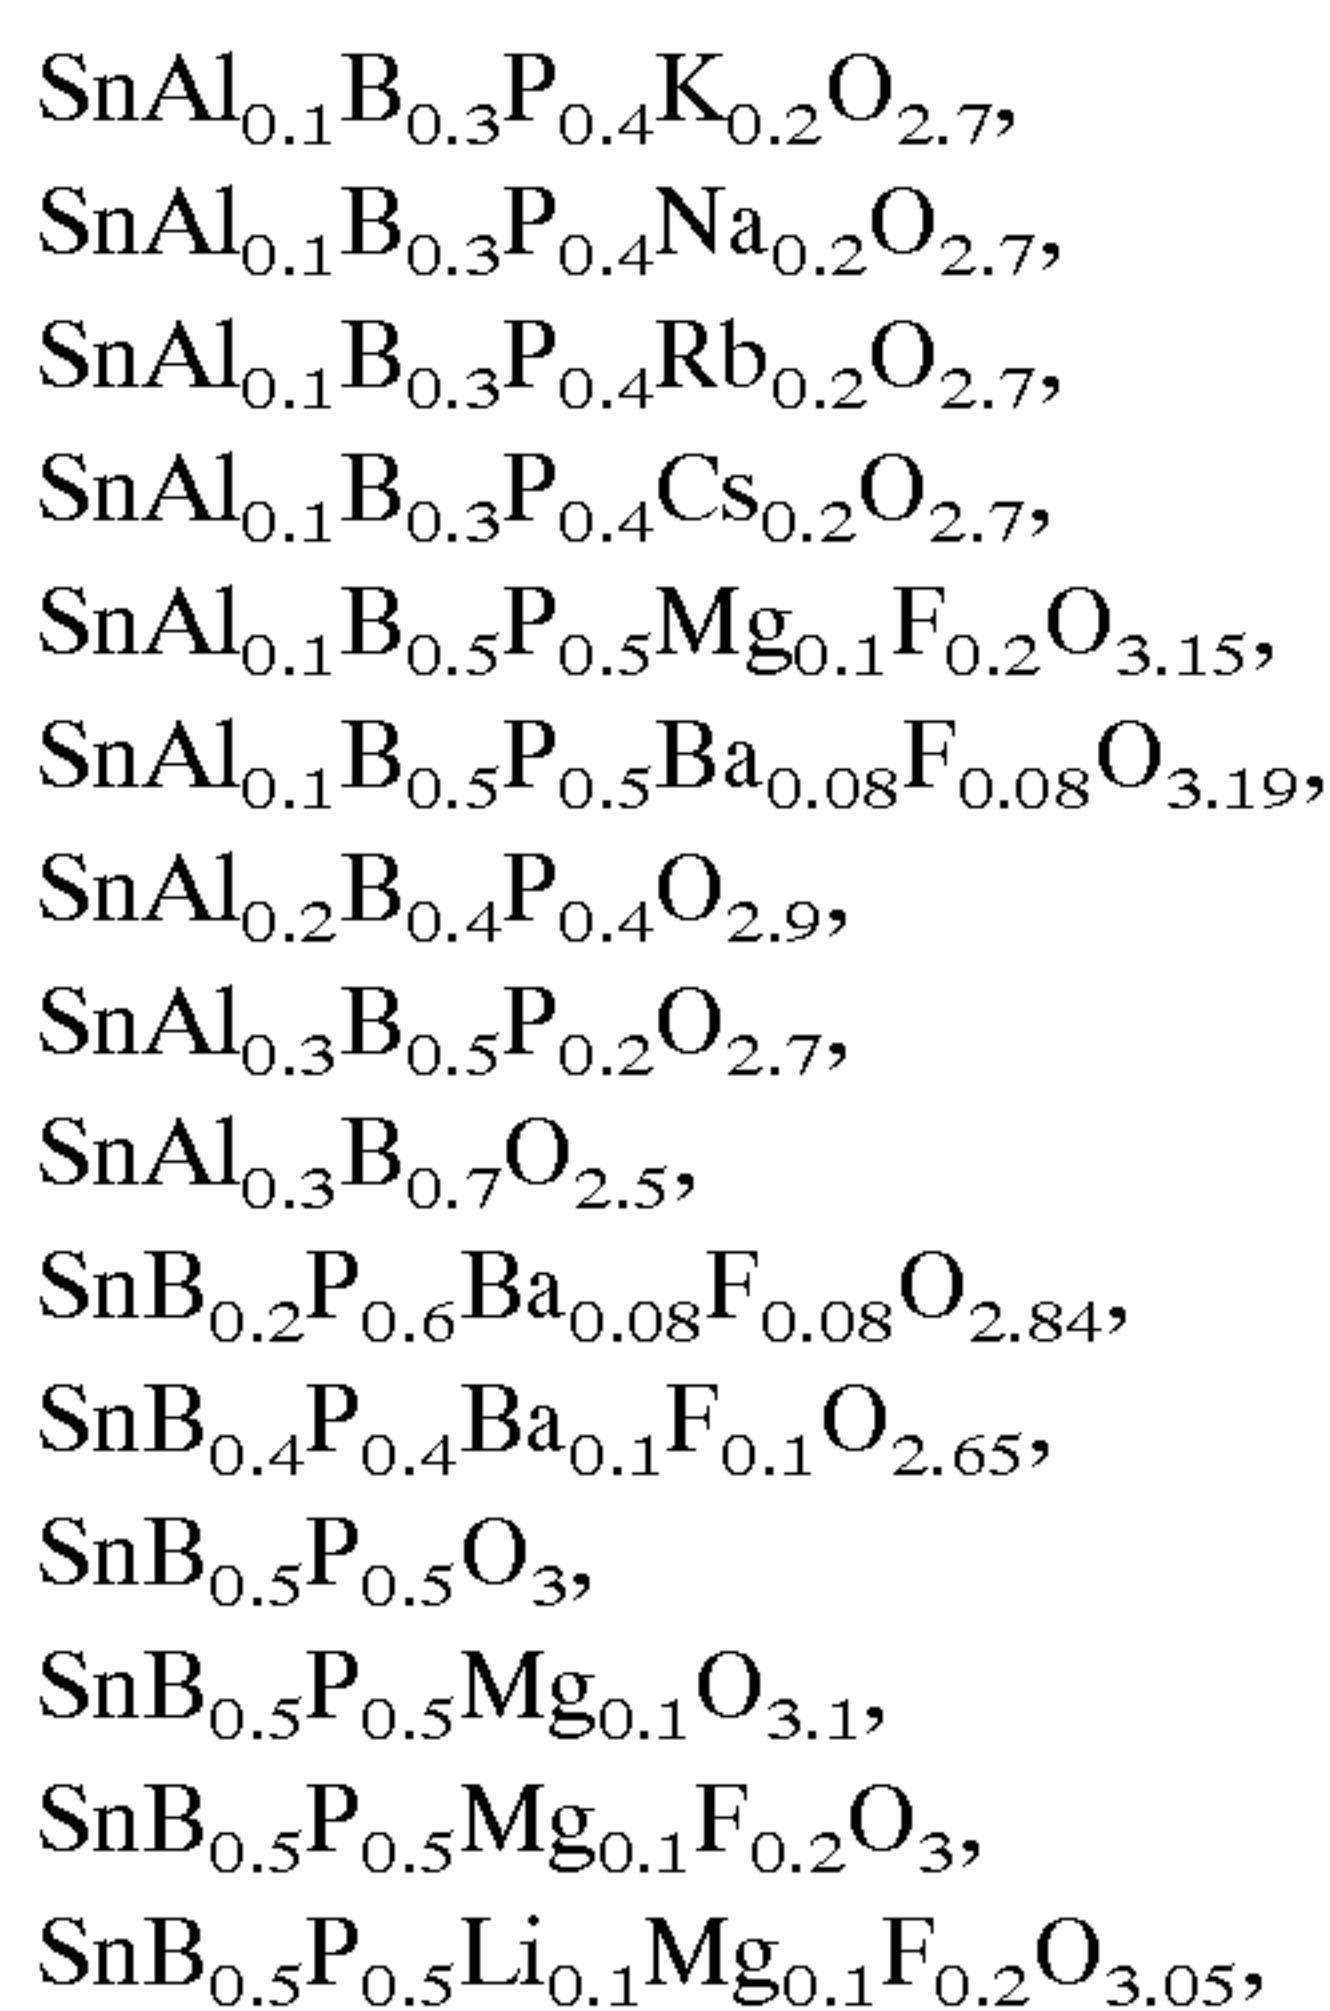 SnAl₀.₁B₀.₃P₀.₄K₀.₂O₂.₇,
SnAl₀.₁B₀.₃P₀.₄Na₀.₂O₂.₇,
SnAl₀.₁B₀.₃P₀.₄Rb₀.₂O₂.₇,
SnAl₀.₁B₀.₃P₀.₄Cs₀.₂O₂.₇,
SnAl₀.₁B₀.₅P₀.₅Mg₀.₁F₀.₂O₃.₁₅,
SnAl₀.₁B₀.₅P₀.₅Ba₀.₀₈F₀.₀₈O₃.₁₉,
SnAl₀.₂B₀.₄P₀.₄O₂.₉,
SnAl₀.₃B₀.₅P₀.₂O₂.₇,
SnAl₀.₃B₀.₇O₂.₅,
SnB₀.₂P₀.₆Ba₀.₀₈F₀.₀₈O₂.₈₄,
SnB₀.₄P₀.₄Ba₀.₁F₀.₁O₂.₆₅,
SnB₀.₅P₀.₅O₃,
SnB₀.₅P₀.₅Mg₀.₁O₃.₁,
SnB₀.₅P₀.₅Mg₀.₁F₀.₂O₃,
SnB₀.₅P₀.₅Li₀.₁Mg₀.₁F₀.₂O₃.₀₅,